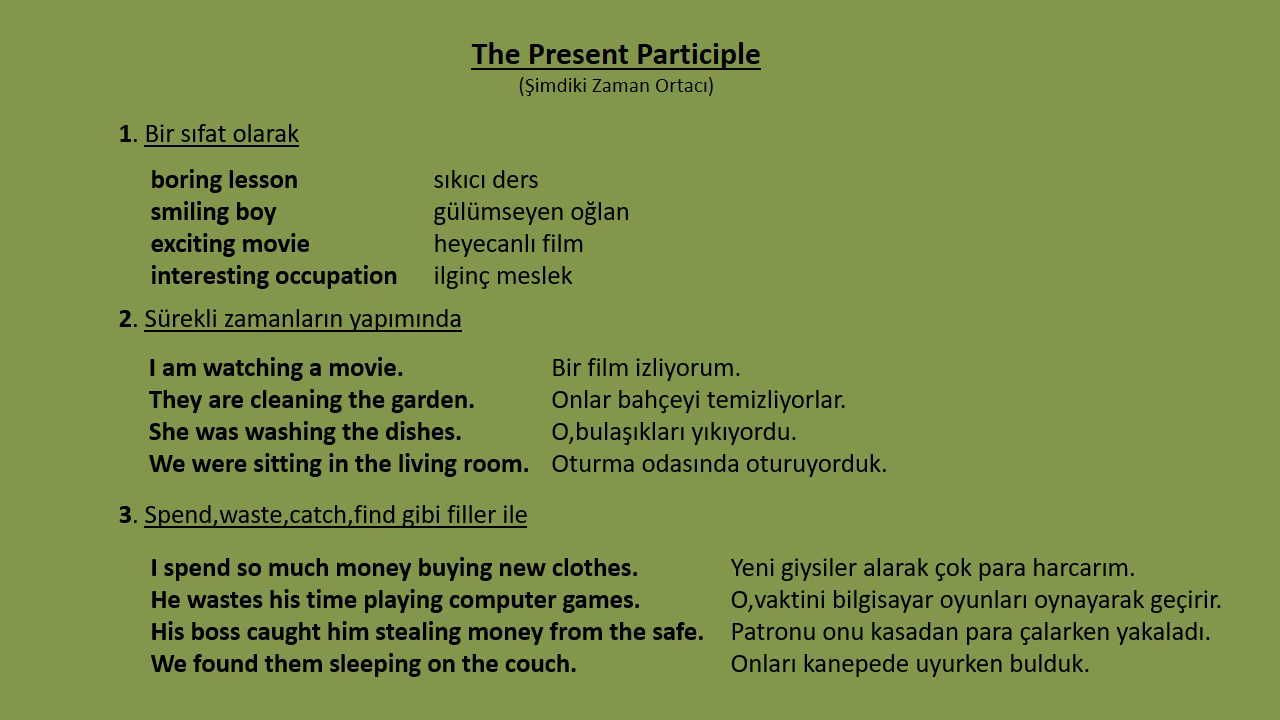 The Present Participle
(Şimdiki Zaman Ortacı)
1. Bir sıfat olarak
boring lesson sıkıcı ders
smiling boy gülümseyen oğlan
exciting movie heyecanlı film
interesting occupation ilginç meslek
2. Sürekli zamanların yapımında
I am watching a movie. Bir film izliyorum.
They are cleaning the garden. Onlar bahçeyi temizliyorlar.
She was washing the dishes. O,bulaşıkları yıkıyordu.
We were sitting in the living room. Oturma odasında oturuyorduk.
3. Spend,waste,catch,find gibi filler ile
I spend so much money buying new clothes. Yeni giysiler alarak çok para harcarım.
He wastes his time playing computer games. O,vaktini bilgisayar oyunları oynayarak geçirir.
His boss caught him stealing money from the safe. Patronu onu kasadan para çalarken yakaladı.
We found them sleeping on the couch. Onları kanepede uyurken bulduk.